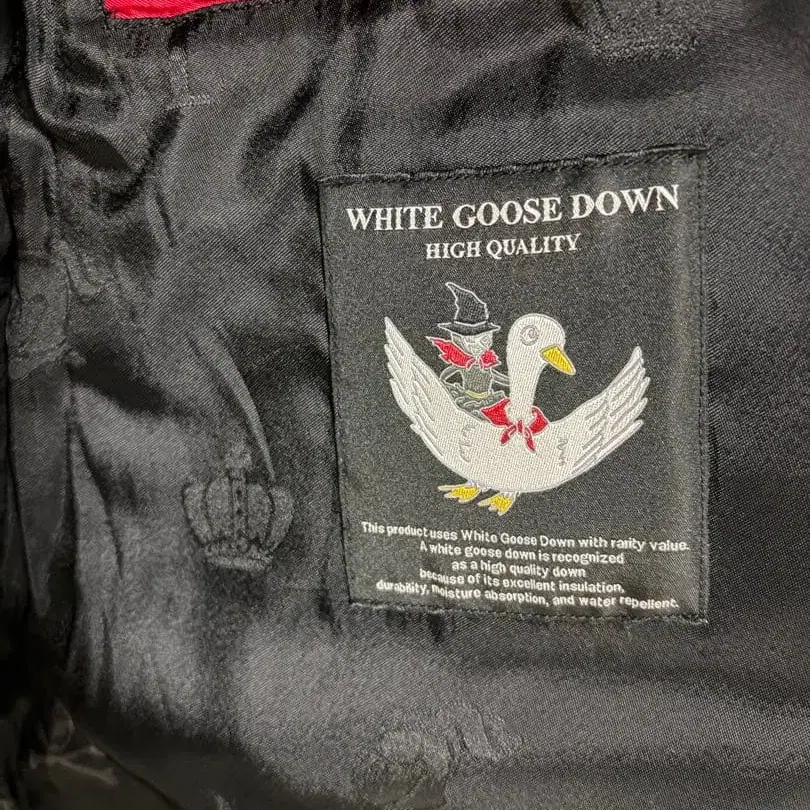 WHITE GOOSE DOWN
HIGH QUALITY
This product uses White Goose Down with rarity value.
A white goose down is recognized
as a high quality down
because of its excellent insulation,
durability, moisture absorption, and water repellent.